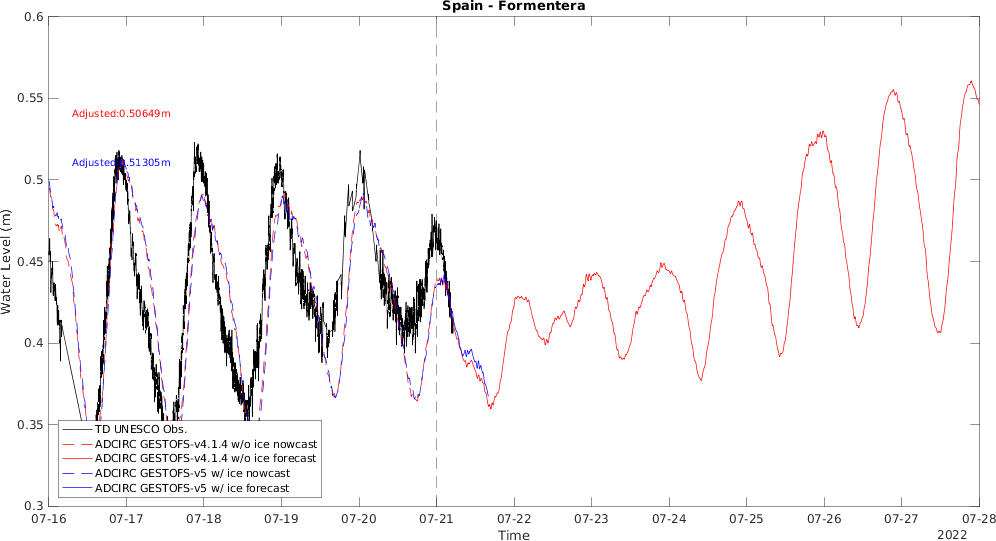 Spain - Formentera
0.6
0.55
0.5
0.45
0.4
0.35
0.3
Water Level (m)
Adjusted:0.50649m
Adjusted:0.51305m
TD UNESCO Obs.
ADCIRC GESTOFS-v4.1.4 w/o ice nowcast
ADCIRC GESTOFS-v4.1.4 w/o ice forecast
ADCIRC GESTOFS-v5 w/ ice nowcast
ADCIRC GESTOFS-v5 w/ ice forecast
07-16 07-17 07-18 07-19 07-20 07-21 07-22 07-23 07-24 07-25 07-26 07-27 07-28
Time
2022